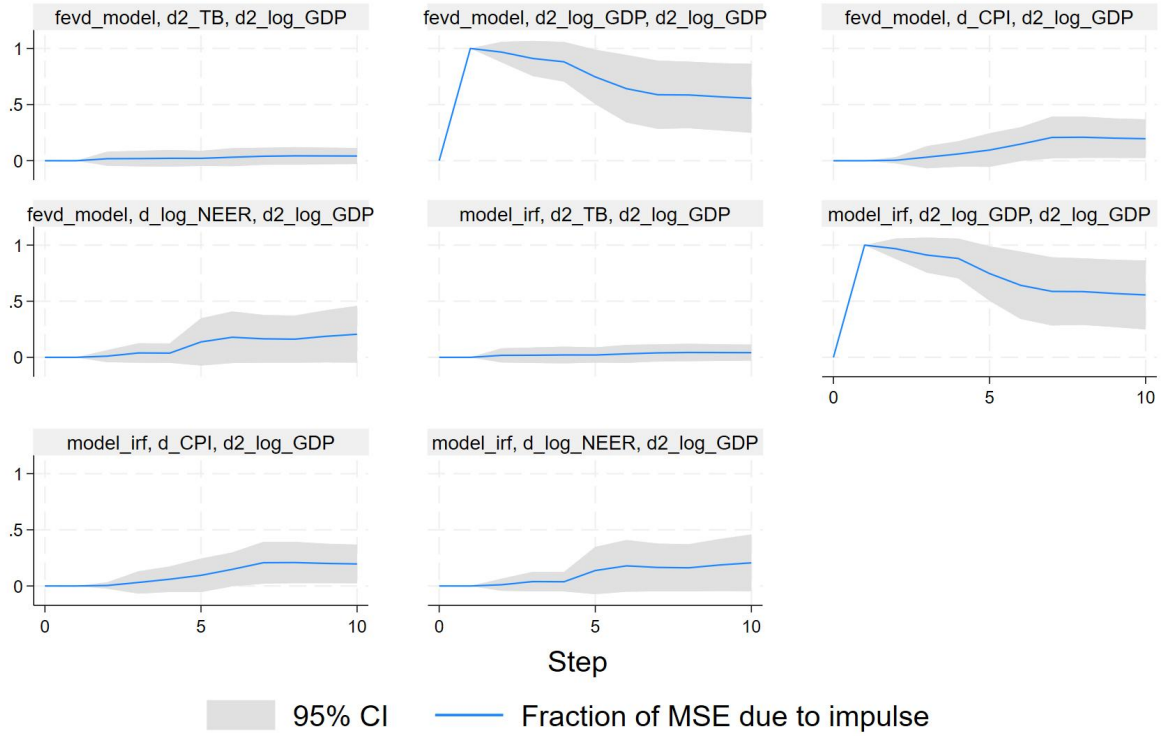 fevd_model, d2_TB, d2_log_GDP
fevd_model, d2_log_GDP, d2_log_GDP
fevd_model, d_CPI, d2_log_GDP
1
.5
0
fevd_model, d_log_NEER, d2_log_GDP
model_irf, d2_TB, d2_log_GDP
model_irf, d2_log_GDP, d2_log_GDP
1
.5
0
0 5 10
model_irf, d_CPI, d2_log_GDP
model_irf, d_log_NEER, d2_log_GDP
1
.5
0
0 5 10
0 5 10
Step
95% CI
Fraction of MSE due to impulse